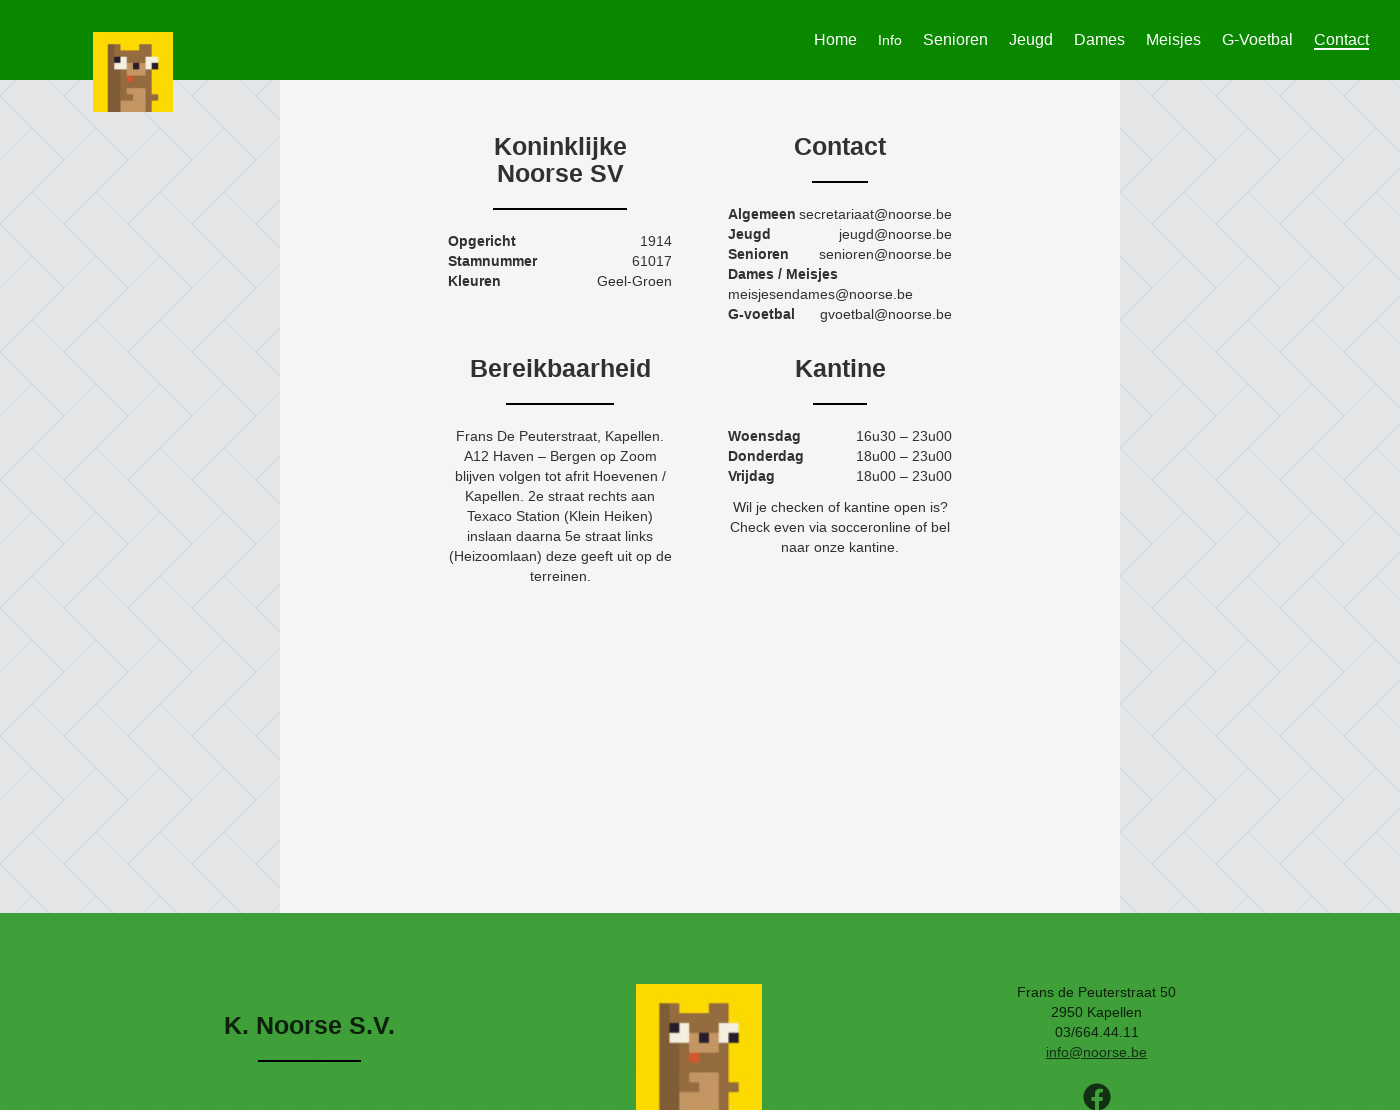 Home Info Senioren Jeugd Dames Meisjes G-Voetbal Contact
Koninklijke
Noorse SV
Opgericht 1914
Stamnummer 61017
Kleuren Geel-Groen
Contact
Algemeen secretariaat@noorse.be
Jeugd jeugd@noorse.be
Senioren senioren@noorse.be
Dames / Meisjes
meisjesendames@noorse.be
G-voetbal gvoetbal@noorse.be
Bereikbaarheid
Frans De Peuterstraat, Kapellen.
A12 Haven – Bergen op Zoom
blijven volgen tot afrit Hoevenen /
Kapellen. 2e straat rechts aan
Texaco Station (Klein Heiken)
inslaan daarna 5e straat links
(Heizoomlaan) deze geeft uit op de
terreinen.
Kantine
Woensdag 16u30 – 23u00
Donderdag 18u00 – 23u00
Vrijdag 18u00 – 23u00
Wil je checken of kantine open is?
Check even via socceronline of bel
naar onze kantine.
K. Noorse S.V.
Frans de Peuterstraat 50
2950 Kapellen
03/664.44.11
info@noorse.be